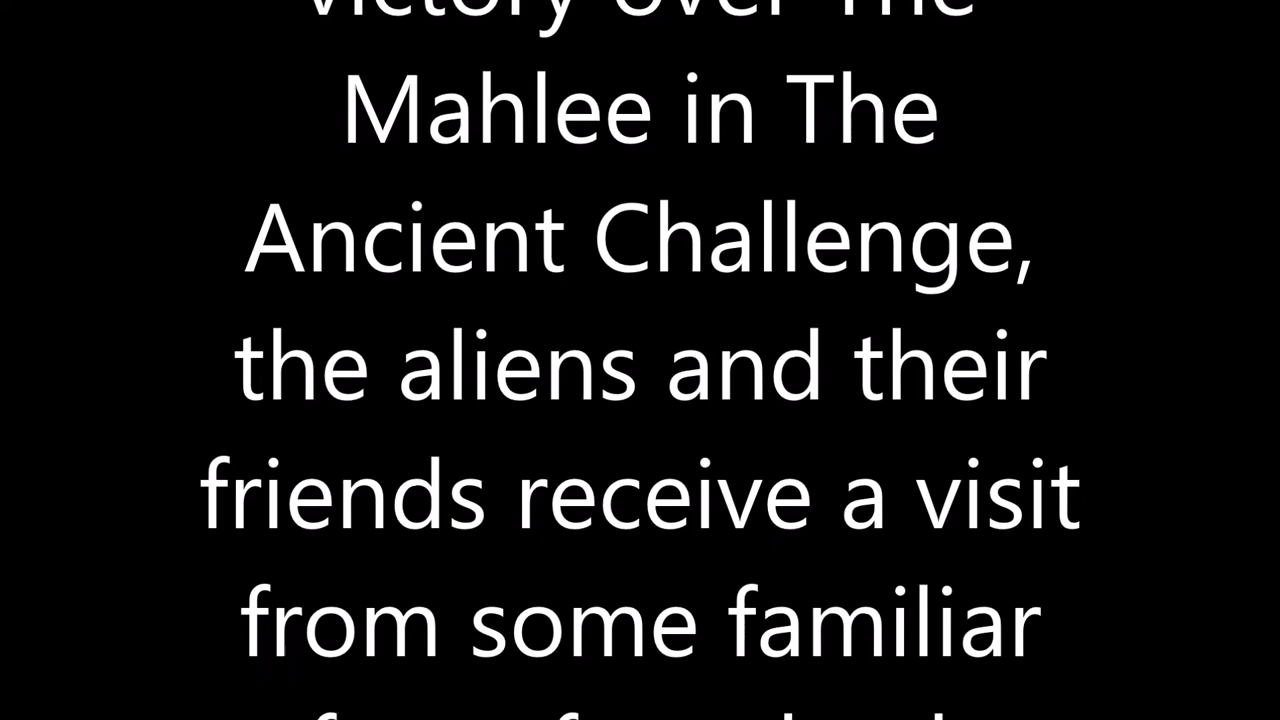 victory over The
Mahlee in The
Ancient Challenge,
the aliens and their
friends receive a visit
from some familiar